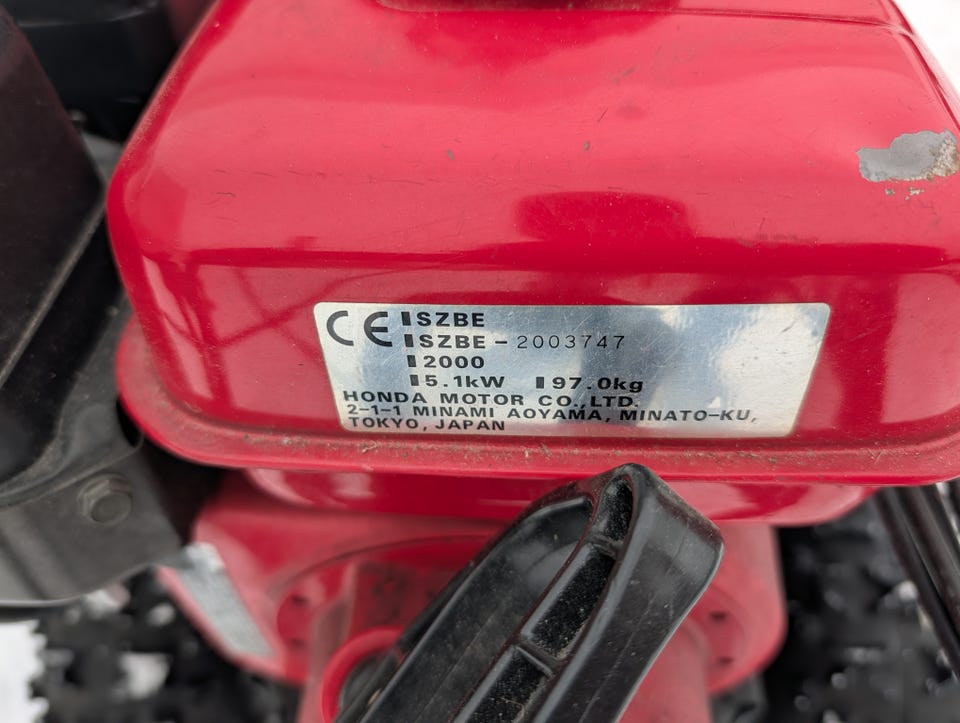 CE ▮SZBE
▮SZBE-2003747
▮2000
▮5.1kW ▮97.0kg
HONDA MOTOR CO.,LTD.
2-1-1 MINAMI AOYAMA, MINATO-KU,
TOKYO, JAPAN